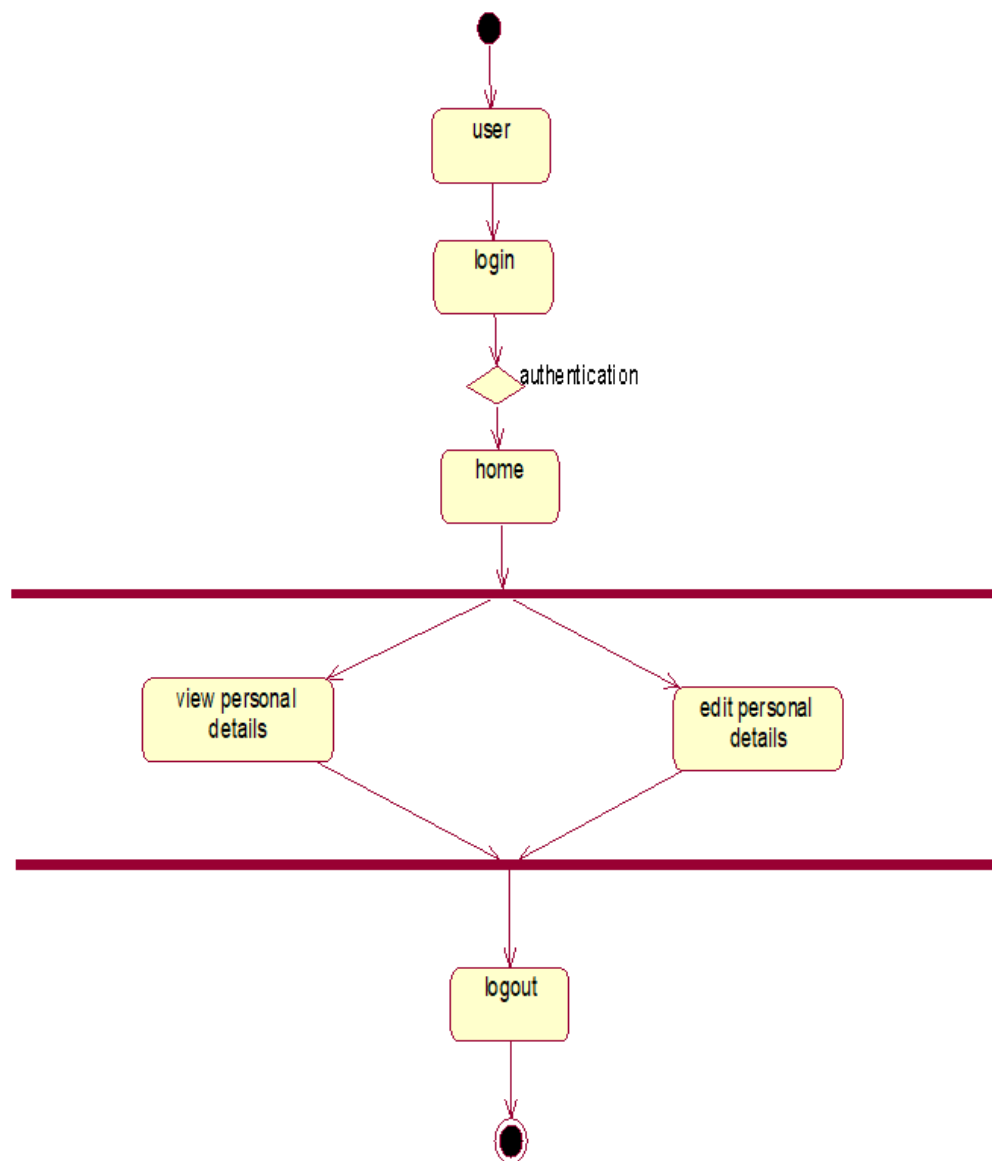 user
login
authentication
home
view personal
details
edit personal
details
logout